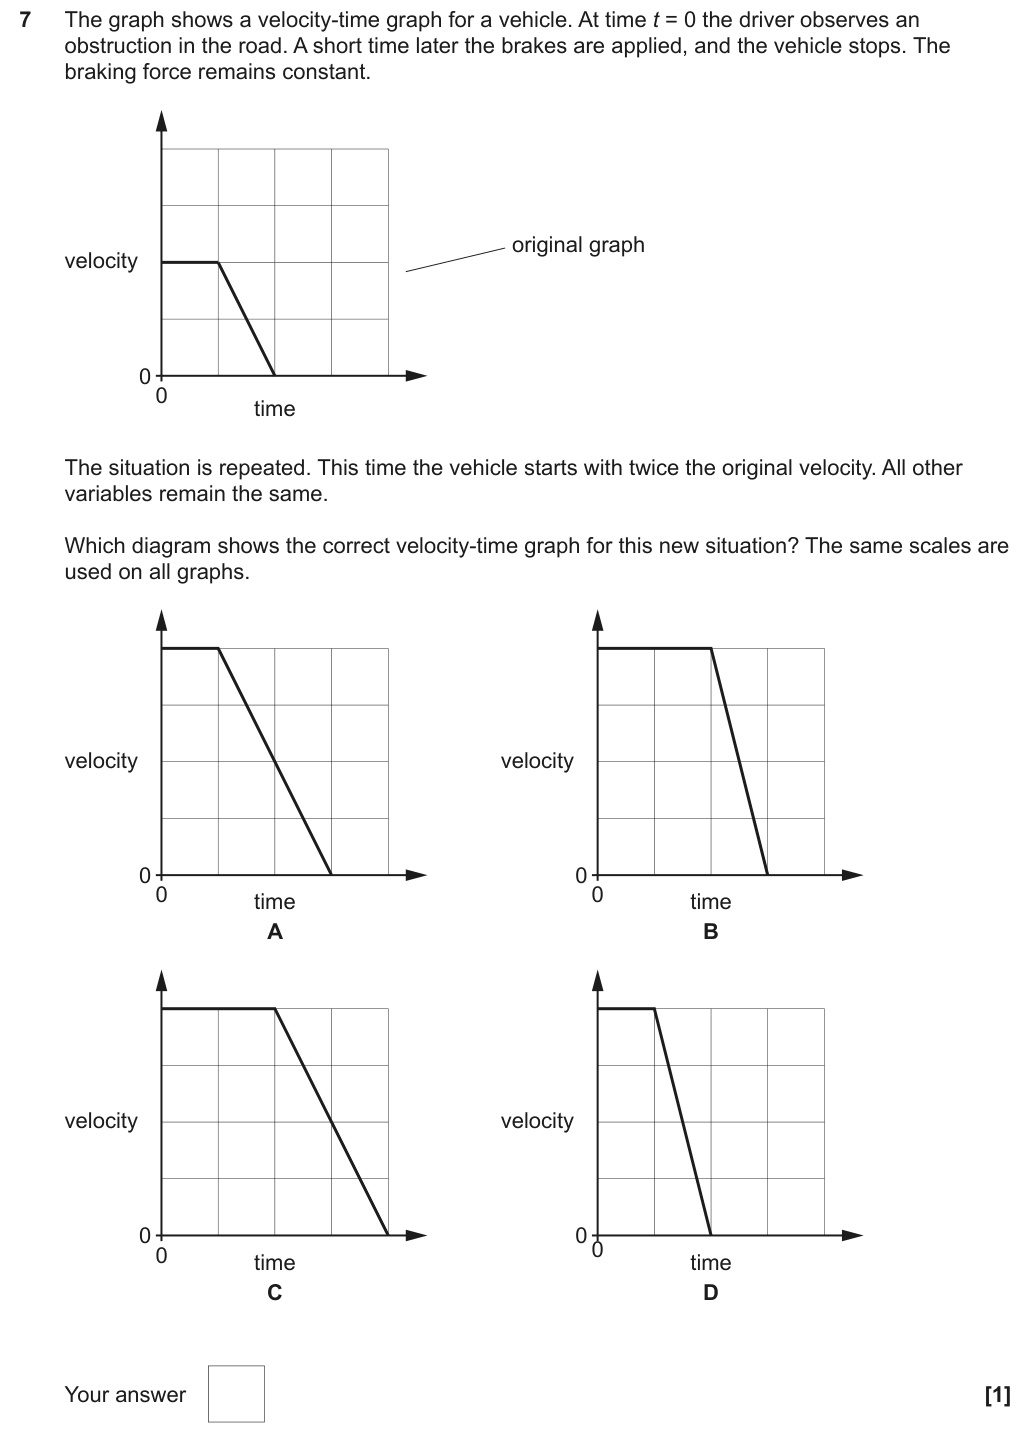 7 The graph shows a velocity-time graph for a vehicle. At time t = 0 the driver observes an
obstruction in the road. A short time later the brakes are applied, and the vehicle stops. The
braking force remains constant.
original graph
velocity
0
0
time
The situation is repeated. This time the vehicle starts with twice the original velocity. All other
variables remain the same.
Which diagram shows the correct velocity-time graph for this new situation? The same scales are
used on all graphs.
velocity
0
0
time
A
velocity
0
0
time
B
velocity
0
0
time
C
velocity
0
0
time
D
Your answer [1]